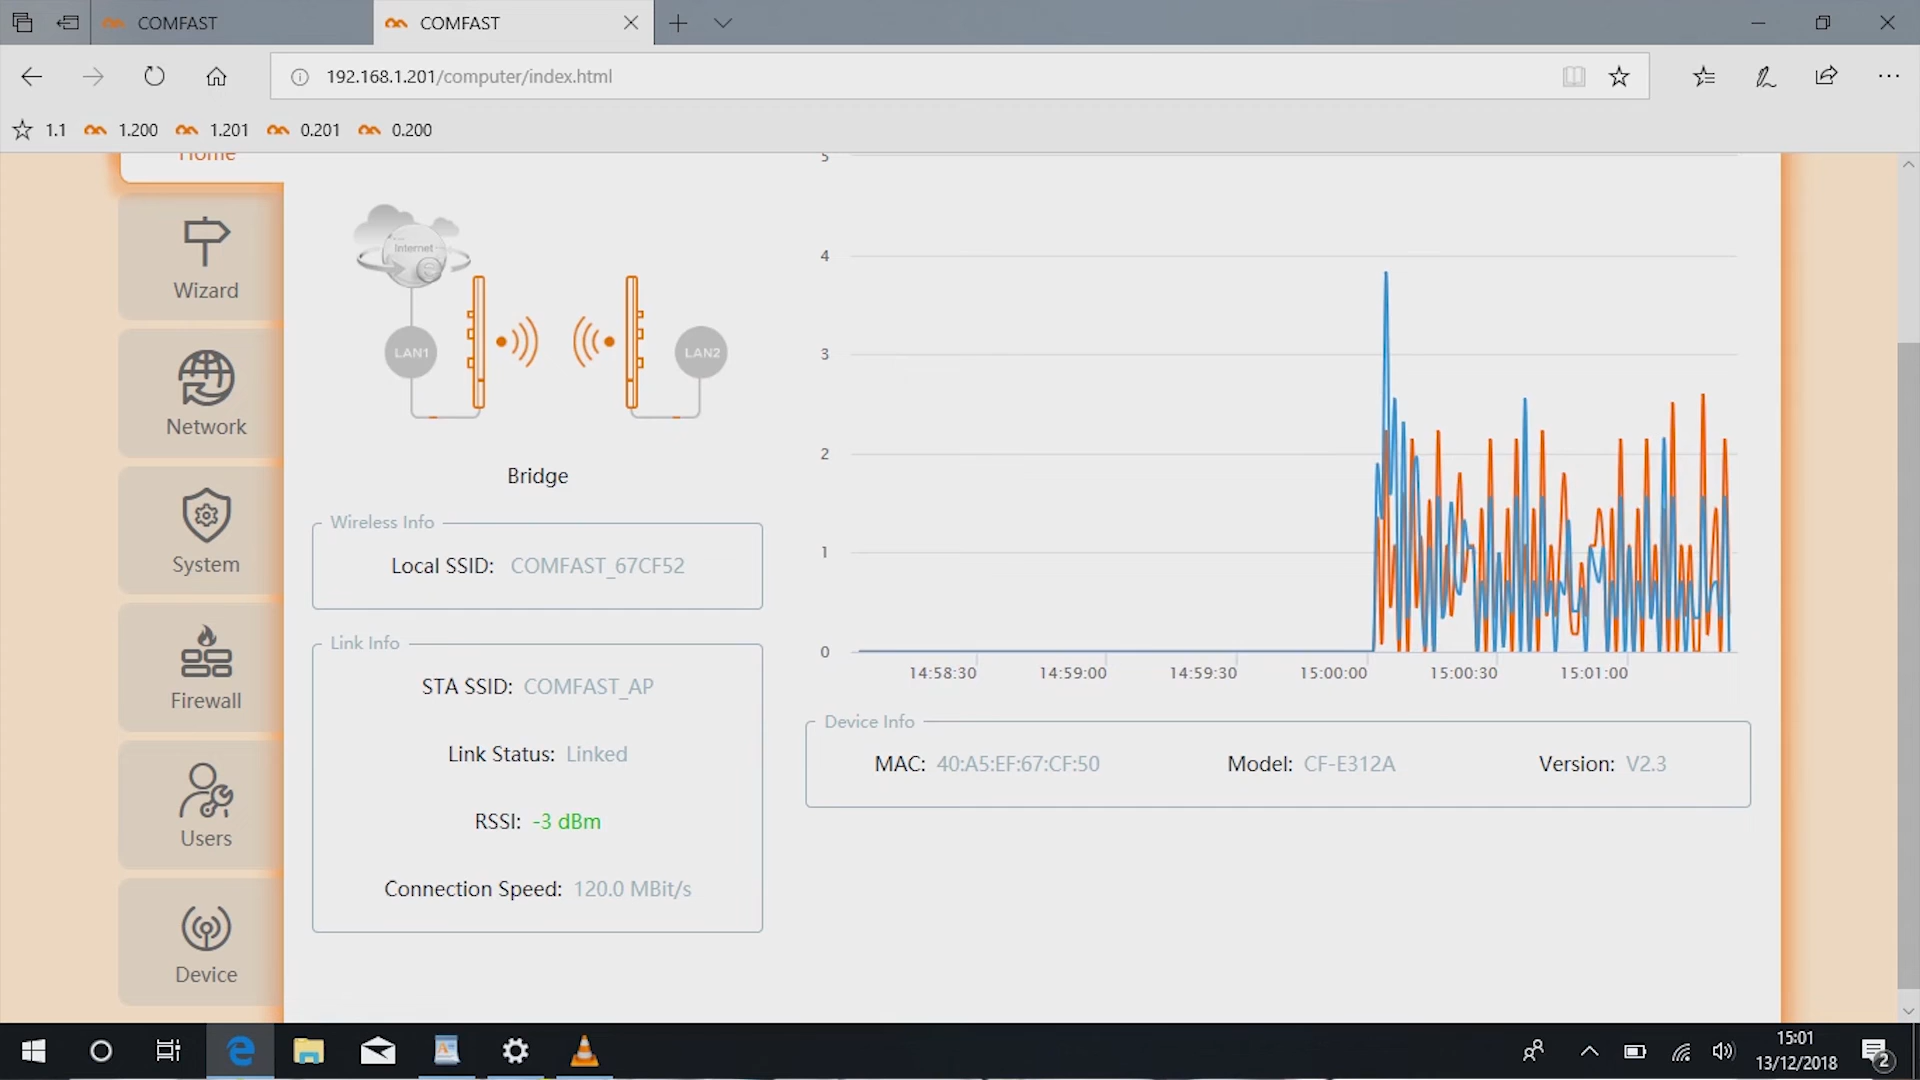 COMFAST
COMFAST
192.168.1.201/computer/index.html
1.1
1.200
1.201
0.201
0.200
Home
Wizard
Network
System
Firewall
Users
Device
Internet
LAN1
LAN2
Bridge
Wireless Info
Local SSID: COMFAST_67CF52
Link Info
STA SSID: COMFAST_AP
Link Status: Linked
RSSI: -3 dBm
Connection Speed: 120.0 MBit/s
5
4
3
2
1
0
14:58:30 14:59:00 14:59:30 15:00:00 15:00:30 15:01:00
Device Info
MAC: 40:A5:EF:67:CF:50 Model: CF-E312A Version: V2.3
15:01
13/12/2018
2